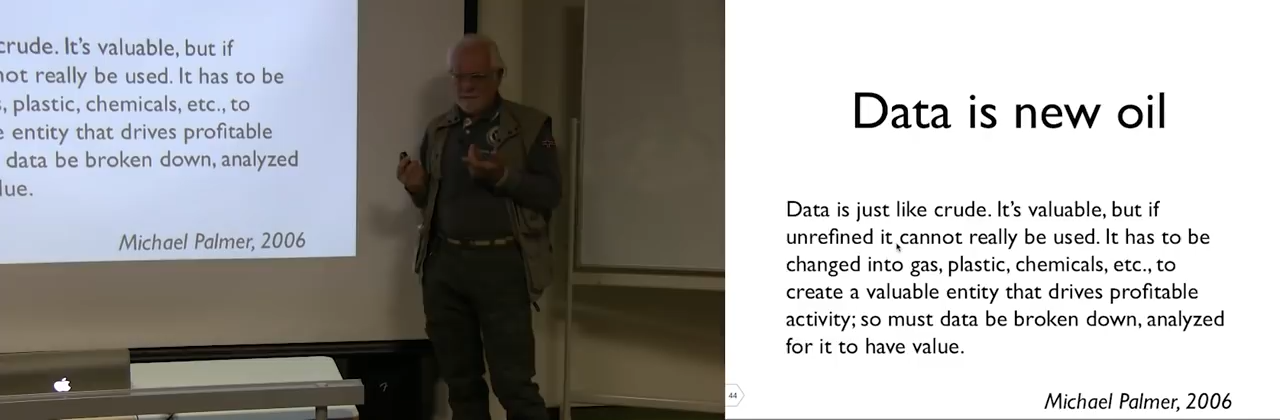 crude. It's valuable, but if
not really be used. It has to be
s, plastic, chemicals, etc., to
e entity that drives profitable
data be broken down, analyzed
lue.
Michael Palmer, 2006
Data is new oil
Data is just like crude. It's valuable, but if
unrefined it cannot really be used. It has to be
changed into gas, plastic, chemicals, etc., to
create a valuable entity that drives profitable
activity; so must data be broken down, analyzed
for it to have value.
44
Michael Palmer, 2006